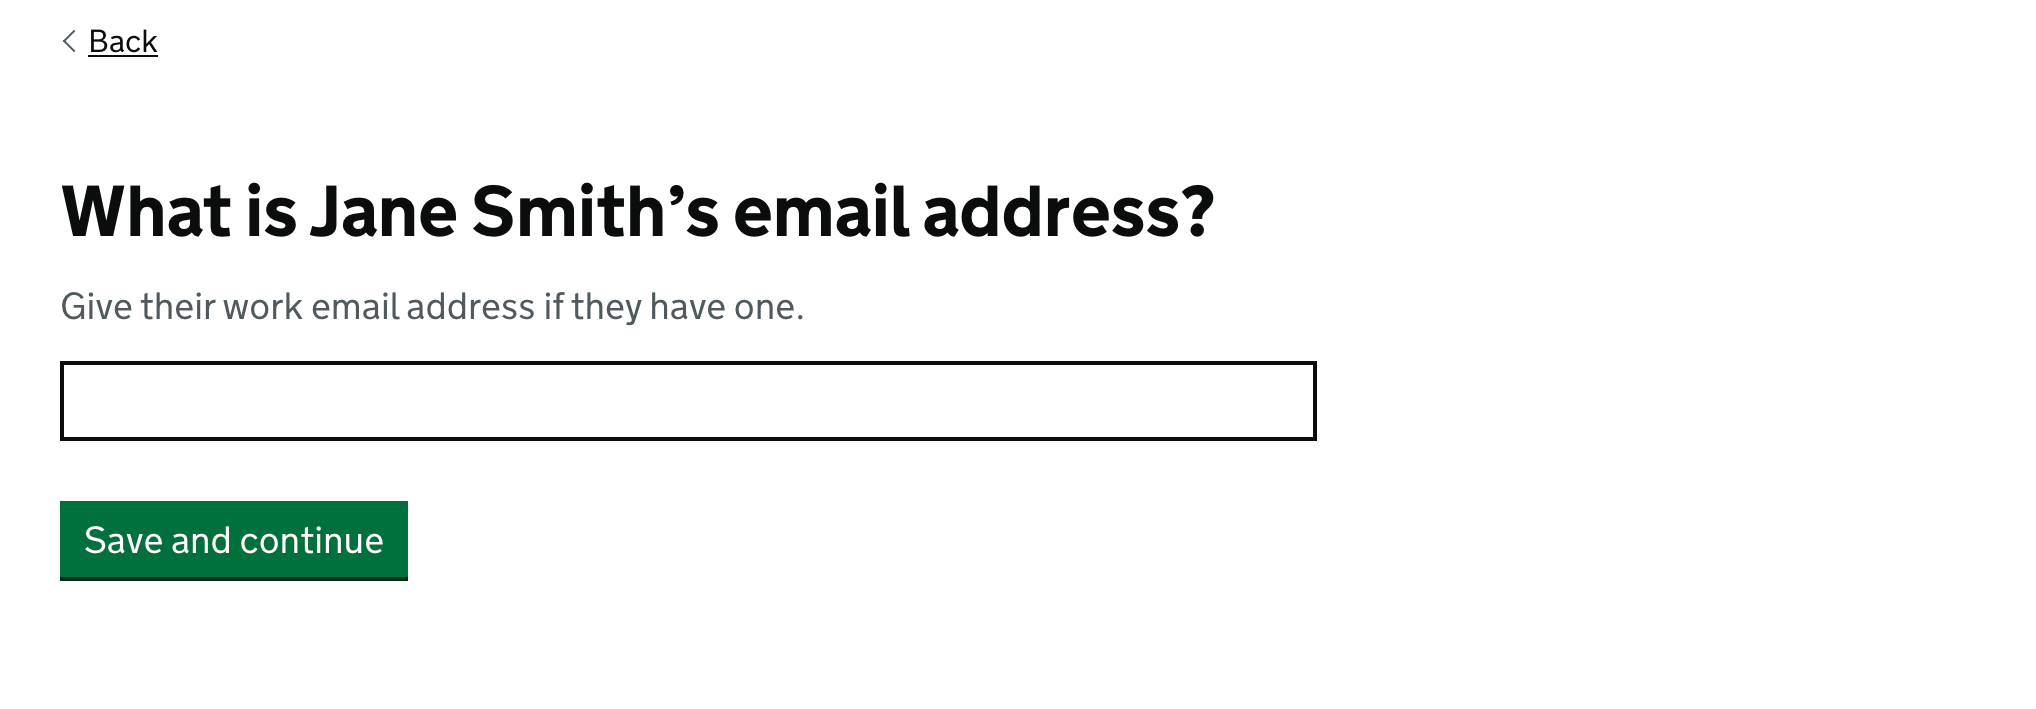 Back
What is Jane Smith’s email address?
Give their work email address if they have one.
Save and continue